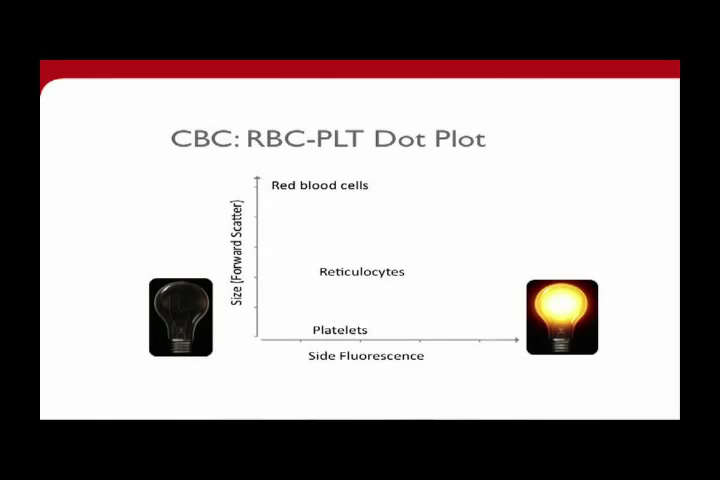 CBC: RBC-PLT Dot Plot
Red blood cells
Size (Forward Scatter)
Reticulocytes
Platelets
Side Fluorescence